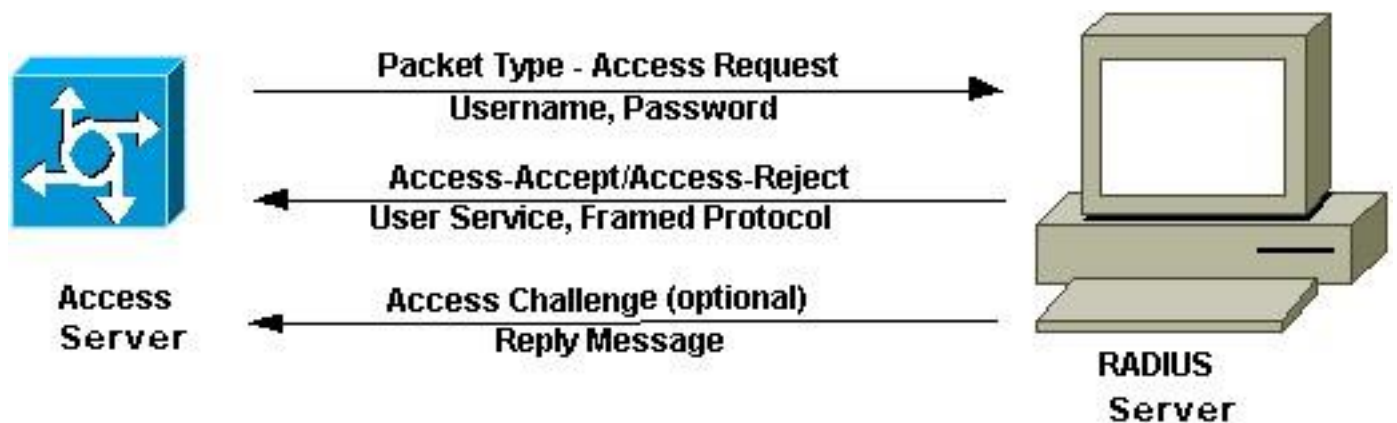 Packet Type - Access Request
Username, Password
Access-Accept/Access-Reject
User Service, Framed Protocol
Access Challenge (optional)
Reply Message
Access
Server
RADIUS
Server